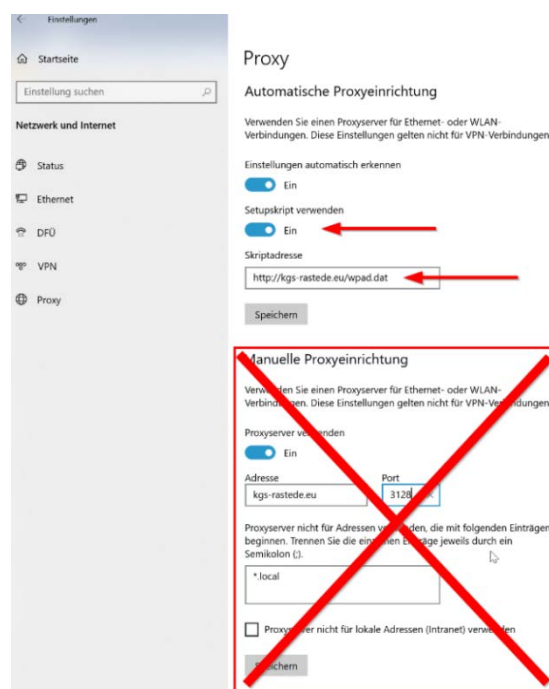 Einstellungen
Startseite
Einstellung suchen
Netzwerk und Internet
Status
Ethernet
DFÜ
VPN
Proxy
Proxy
Automatische Proxyeinrichtung
Verwenden Sie einen Proxyserver für Ethernet- oder WLAN-
Verbindungen. Diese Einstellungen gelten nicht für VPN-Verbindungen
Einstellungen automatisch erkennen
Ein
Setupskript verwenden
Ein
Skriptadresse
http://kgs-rastede.eu/wpad.dat
Speichern
Manuelle Proxyeinrichtung
Verwenden Sie einen Proxyserver für Ethernet- oder WLAN-
Verbindungen. Diese Einstellungen gelten nicht für VPN-Verbindungen
Proxyserver verwenden
Ein
Adresse
Port
kgs-rastede.eu
3128
Proxyserver nicht für Adressen verwenden, die mit folgenden Einträgen
beginnen. Trennen Sie die einzelnen Einträge jeweils durch ein
Semikolon (;).
*.local
Proxyserver nicht für lokale Adressen (Intranet) verwenden
Speichern